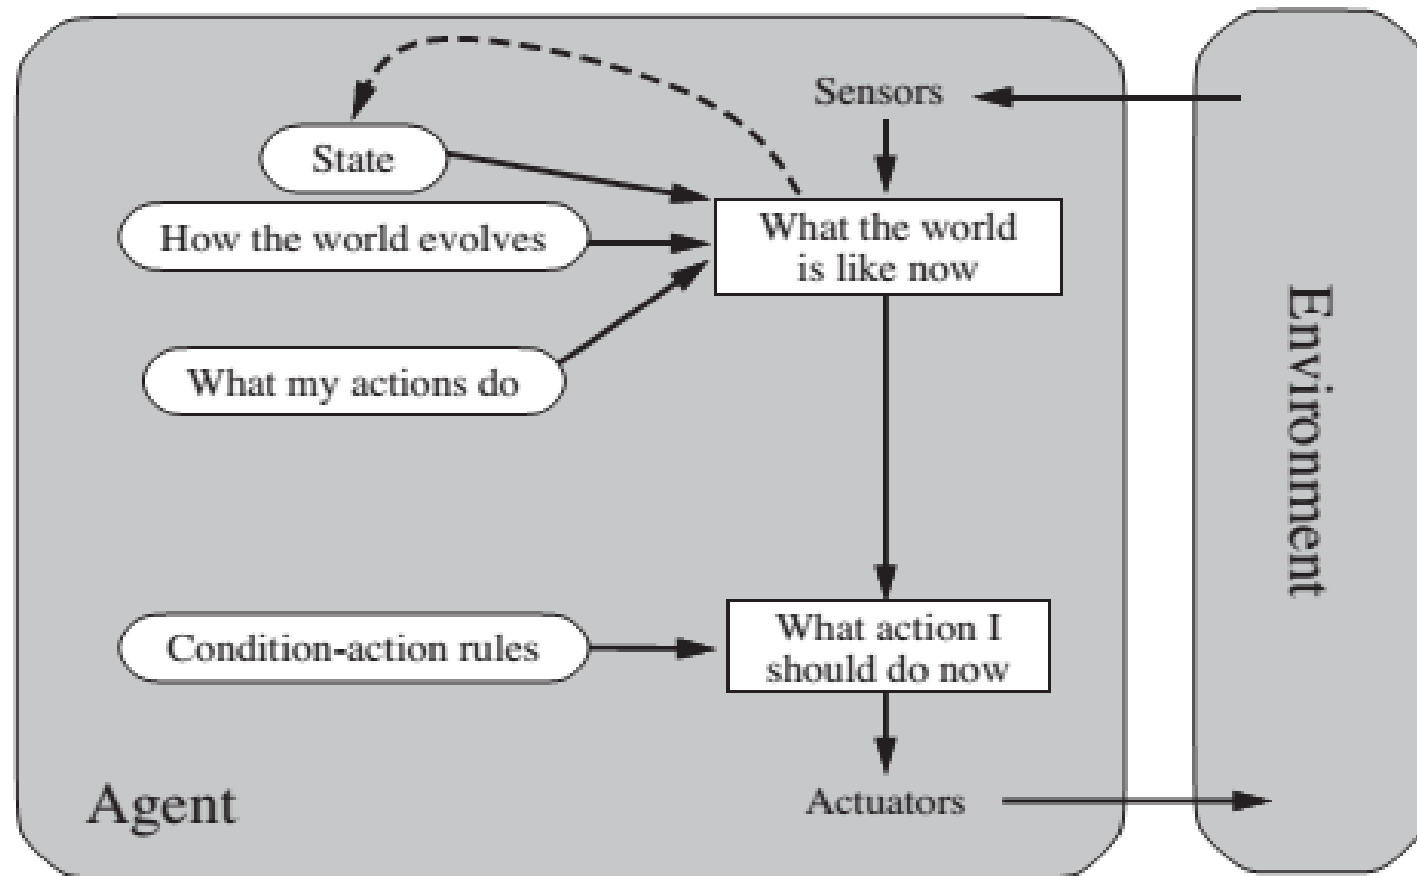 Sensors
State
What the world
is like now
How the world evolves
What my actions do
Environment
Condition-action rules
What action I
should do now
Agent
Actuators